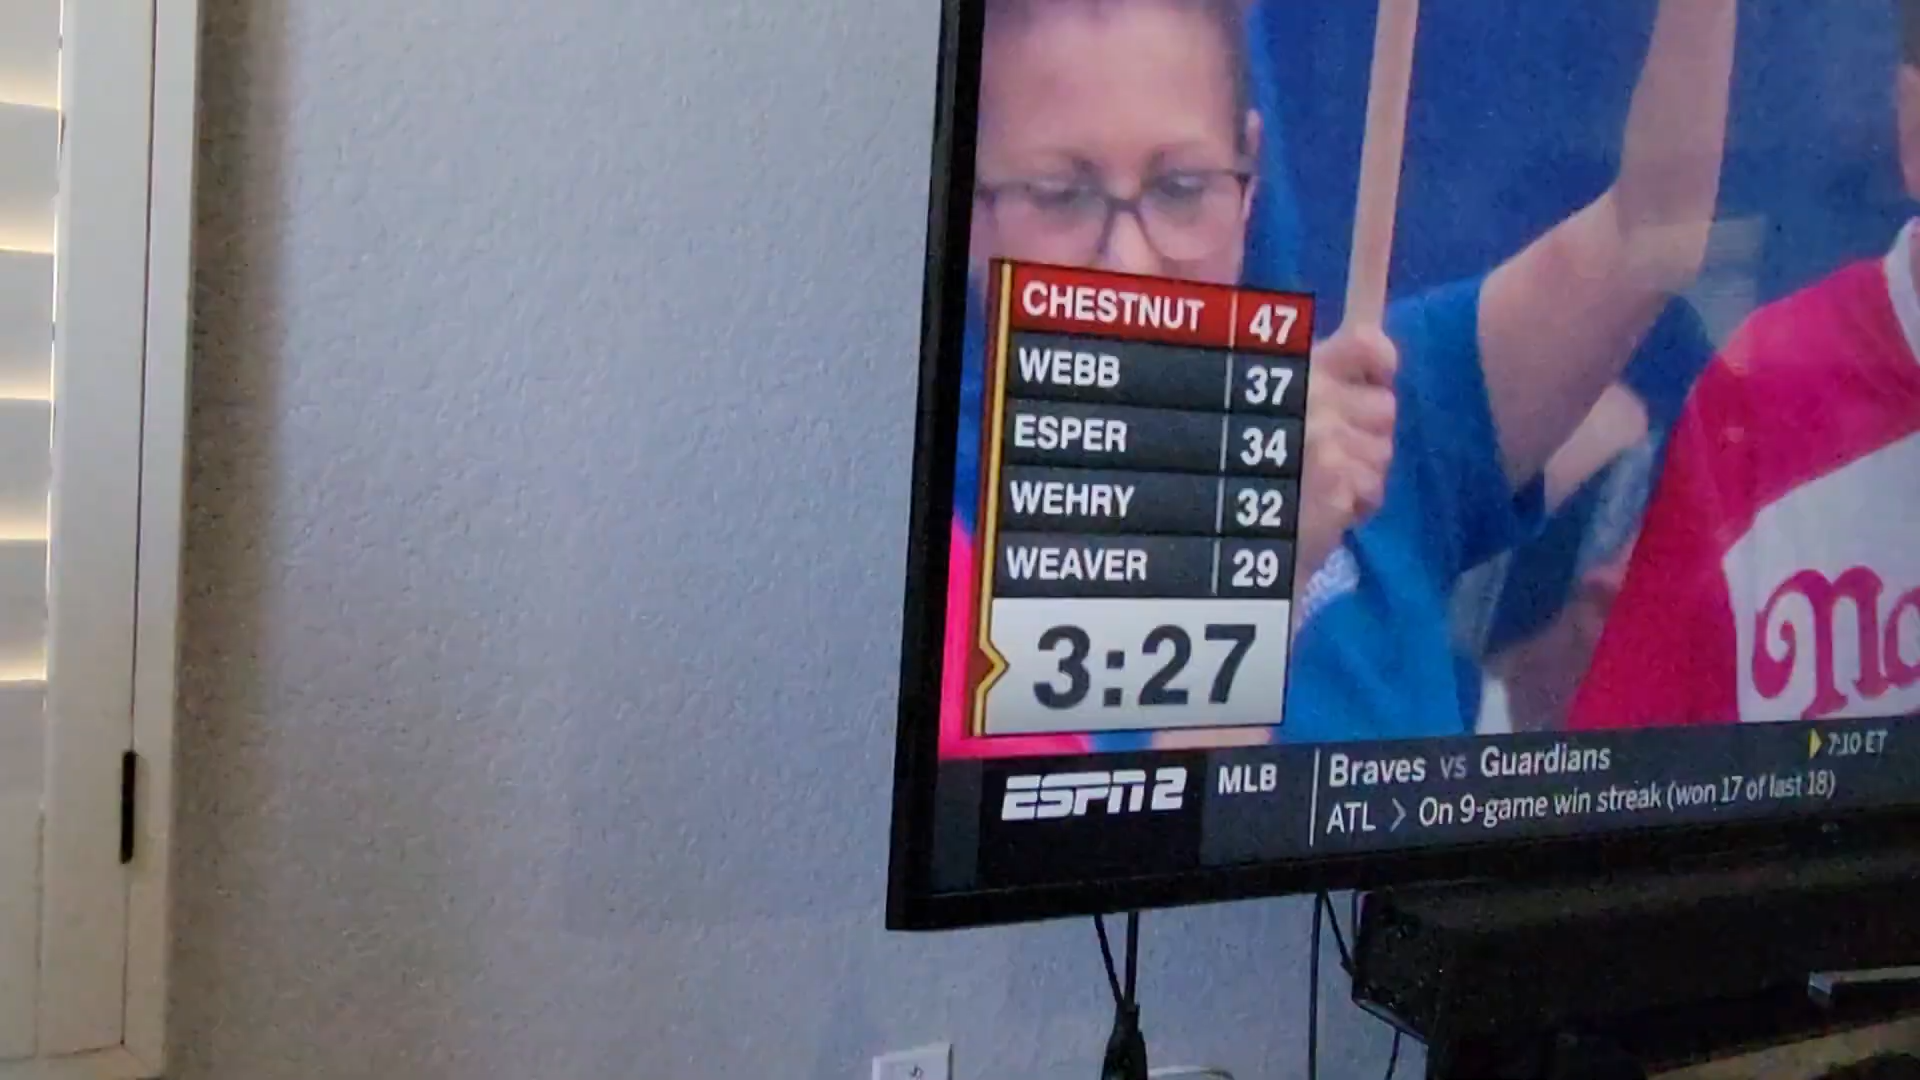 CHESTNUT 47
WEBB 37
ESPER 34
WEHRY 32
WEAVER 29
3:27
ESPN2 MLB Braves vs Guardians 7:10 ET
ATL > On 9-game win streak (won 17 of last 18)